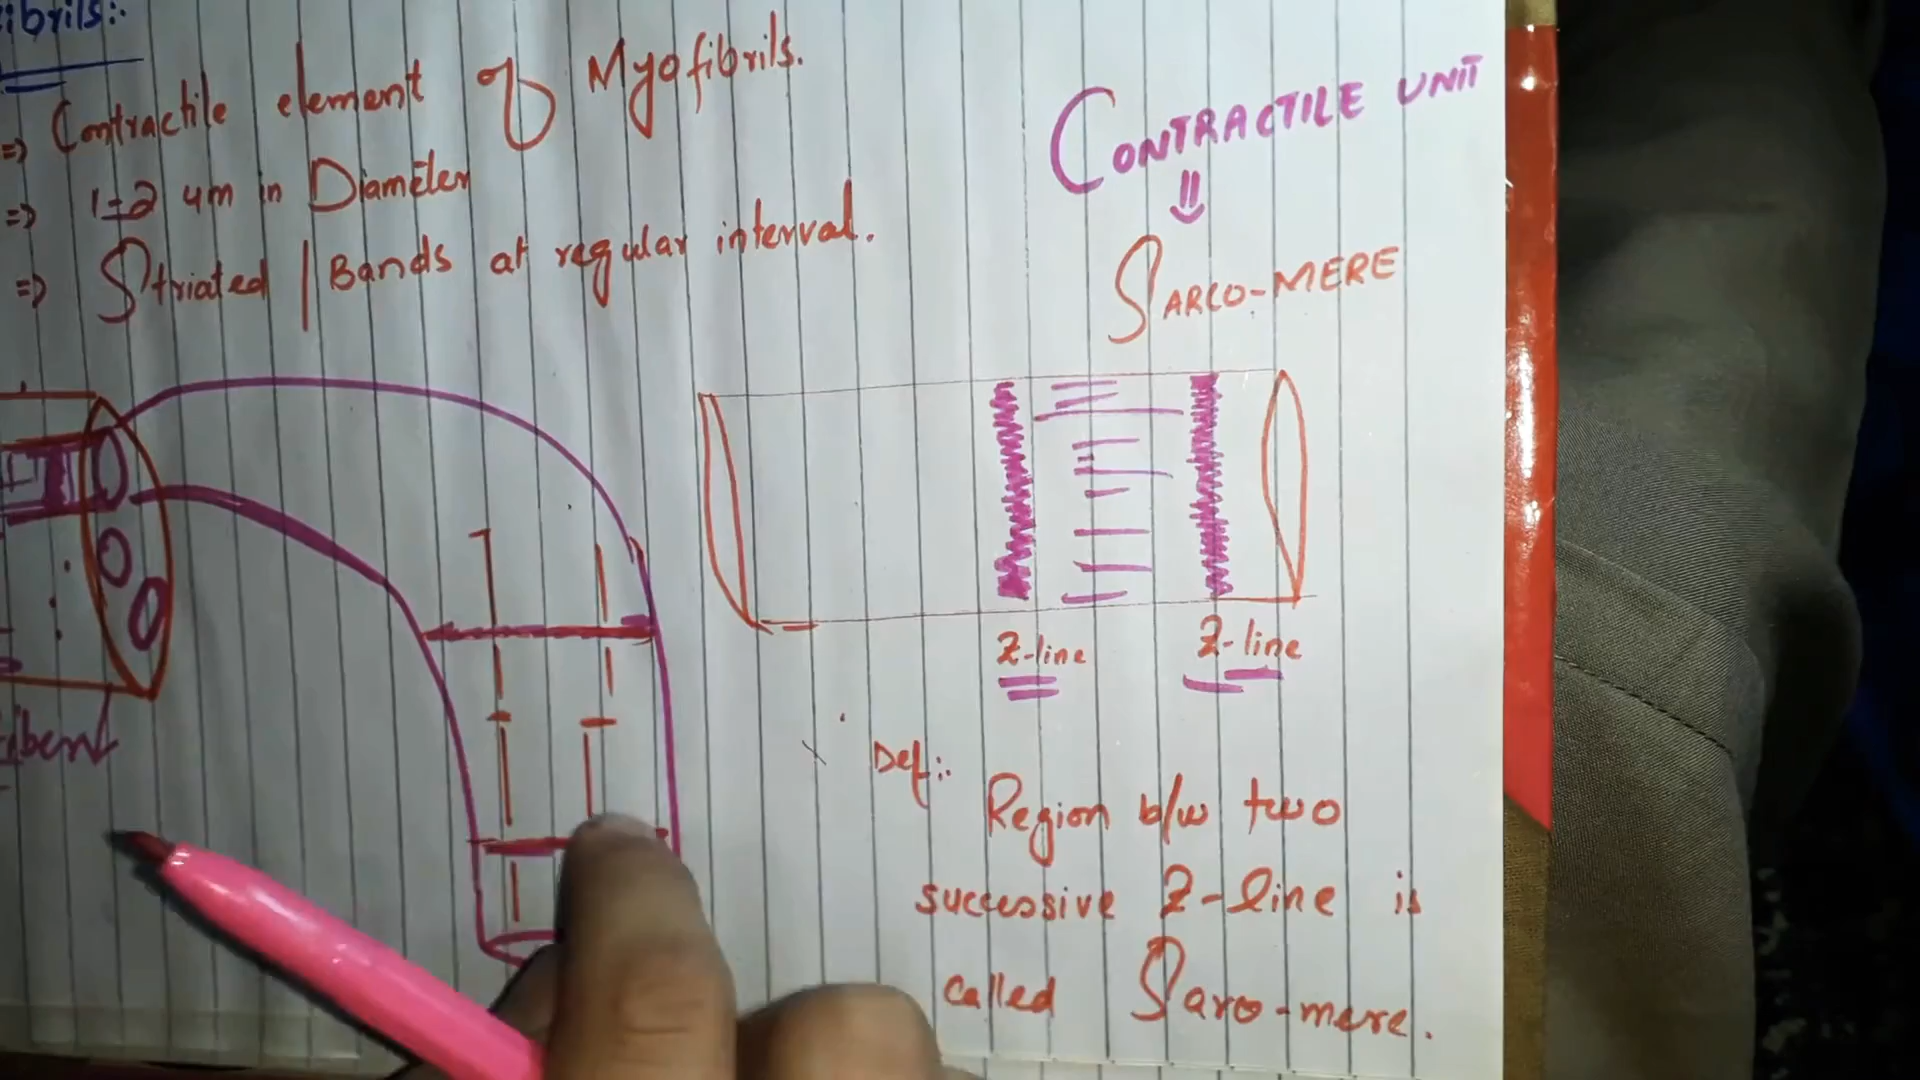 ibrils:-
=> Contractile element of Myofibrils.
=> 1-2 um in Diameter
=> Striated / Bands at regular interval.
CONTRACTILE UNIT
SARCO-MERE
Z-line
Z-line
Def:-
Region b/w two
successive Z-line is
called Sarco-mere.